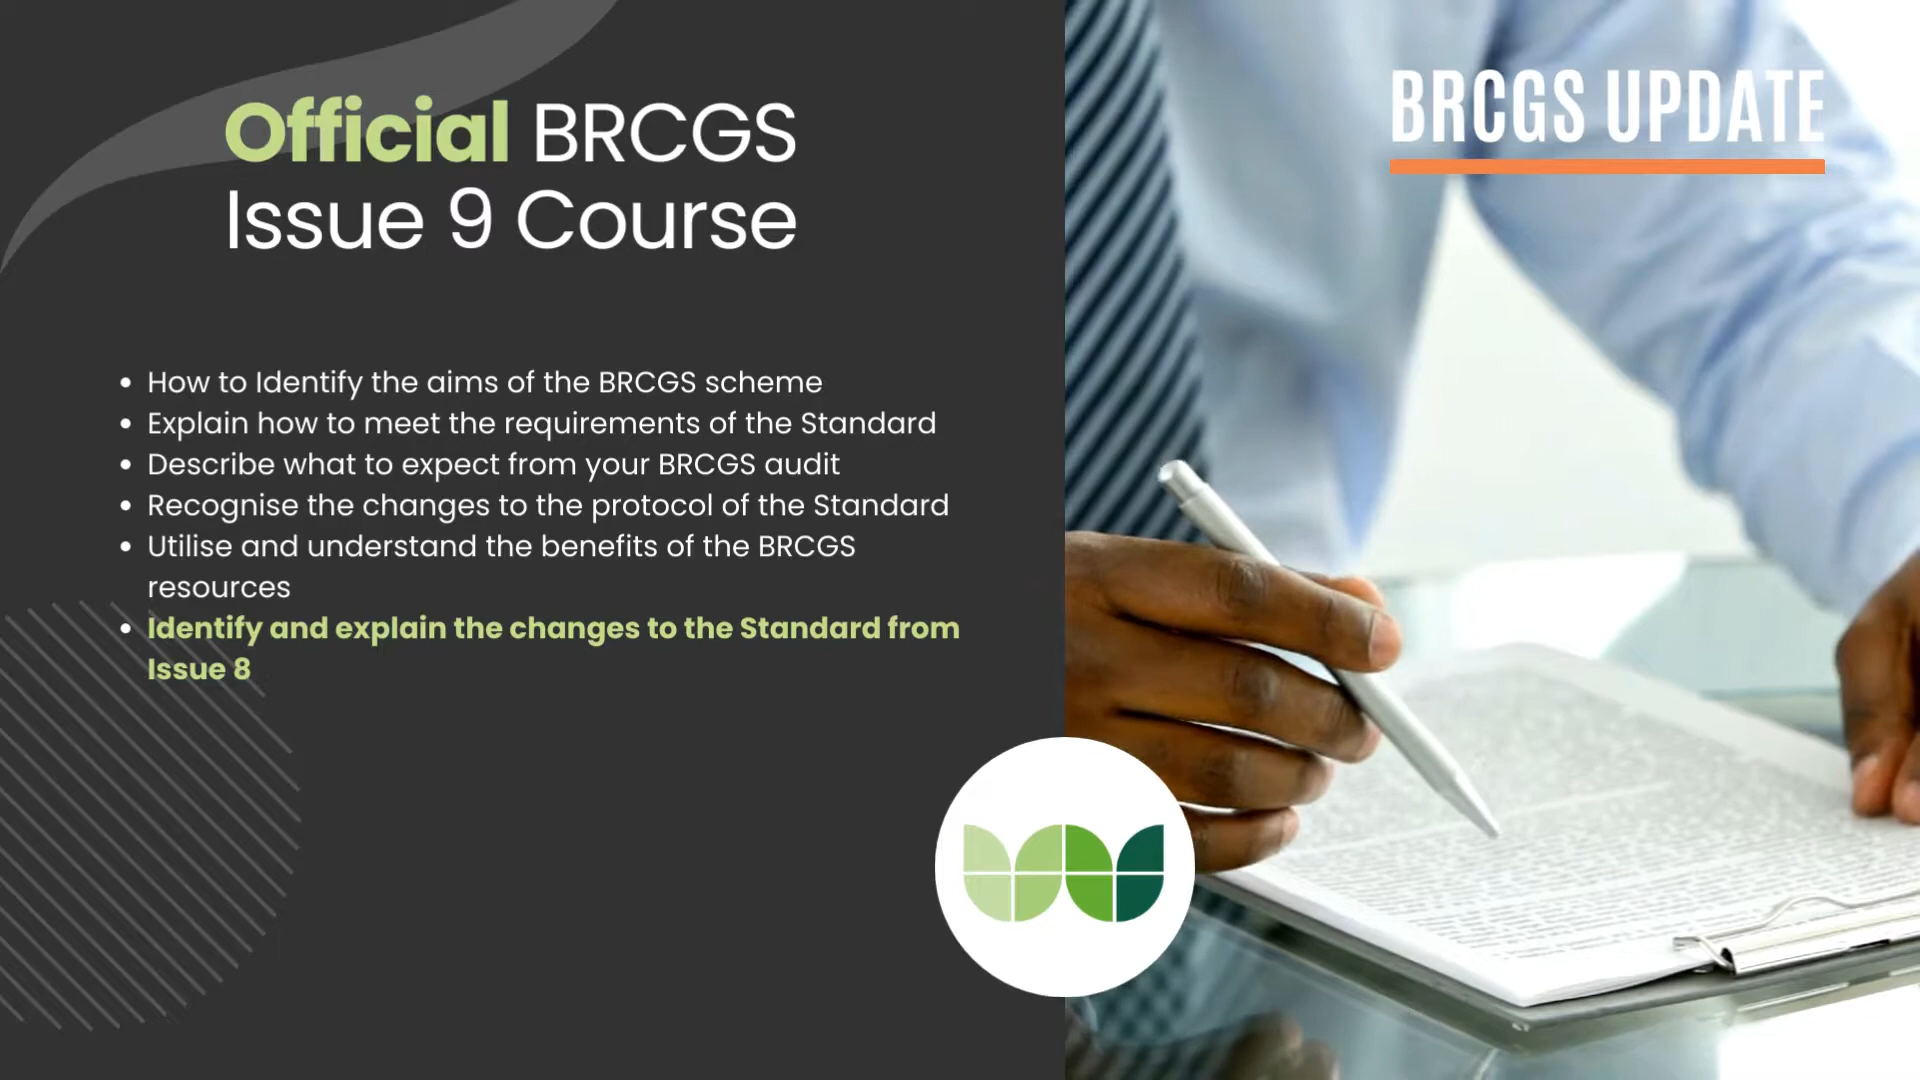 Official BRCGS
Issue 9 Course
How to Identify the aims of the BRCGS scheme
Explain how to meet the requirements of the Standard
Describe what to expect from your BRCGS audit
Recognise the changes to the protocol of the Standard
Utilise and understand the benefits of the BRCGS
resources
Identify and explain the changes to the Standard from
Issue 8
BRCGS UPDATE